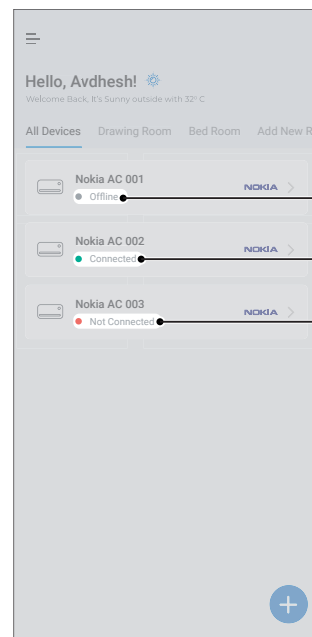 Hello, Avdhesh!
Welcome Back, It's Sunny outside with 32° C
All Devices Drawing Room Bed Room Add New R
Nokia AC 001
Offline
NOKIA
Nokia AC 002
Connected
NOKIA
Nokia AC 003
Not Connected
NOKIA